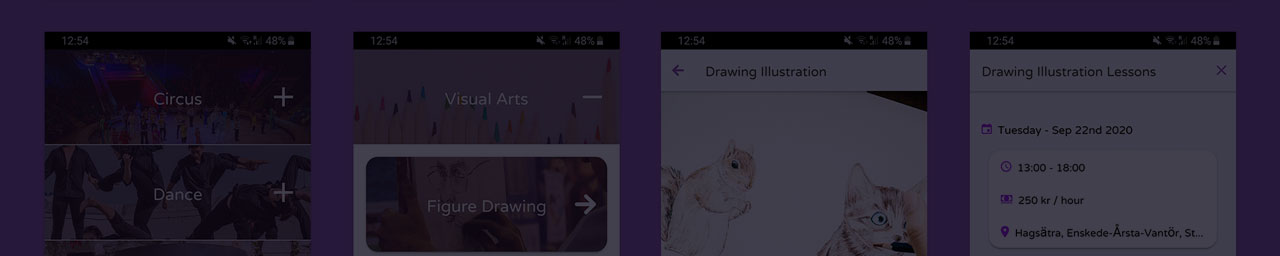 12:54 48%
Circus
Dance
12:54 48%
Visual Arts
Figure Drawing
12:54 48%
Drawing Illustration
12:54 48%
Drawing Illustration Lessons
Tuesday - Sep 22nd 2020
13:00 - 18:00
250 kr / hour
Hagsätra, Enskede-Årsta-Vantör, St...